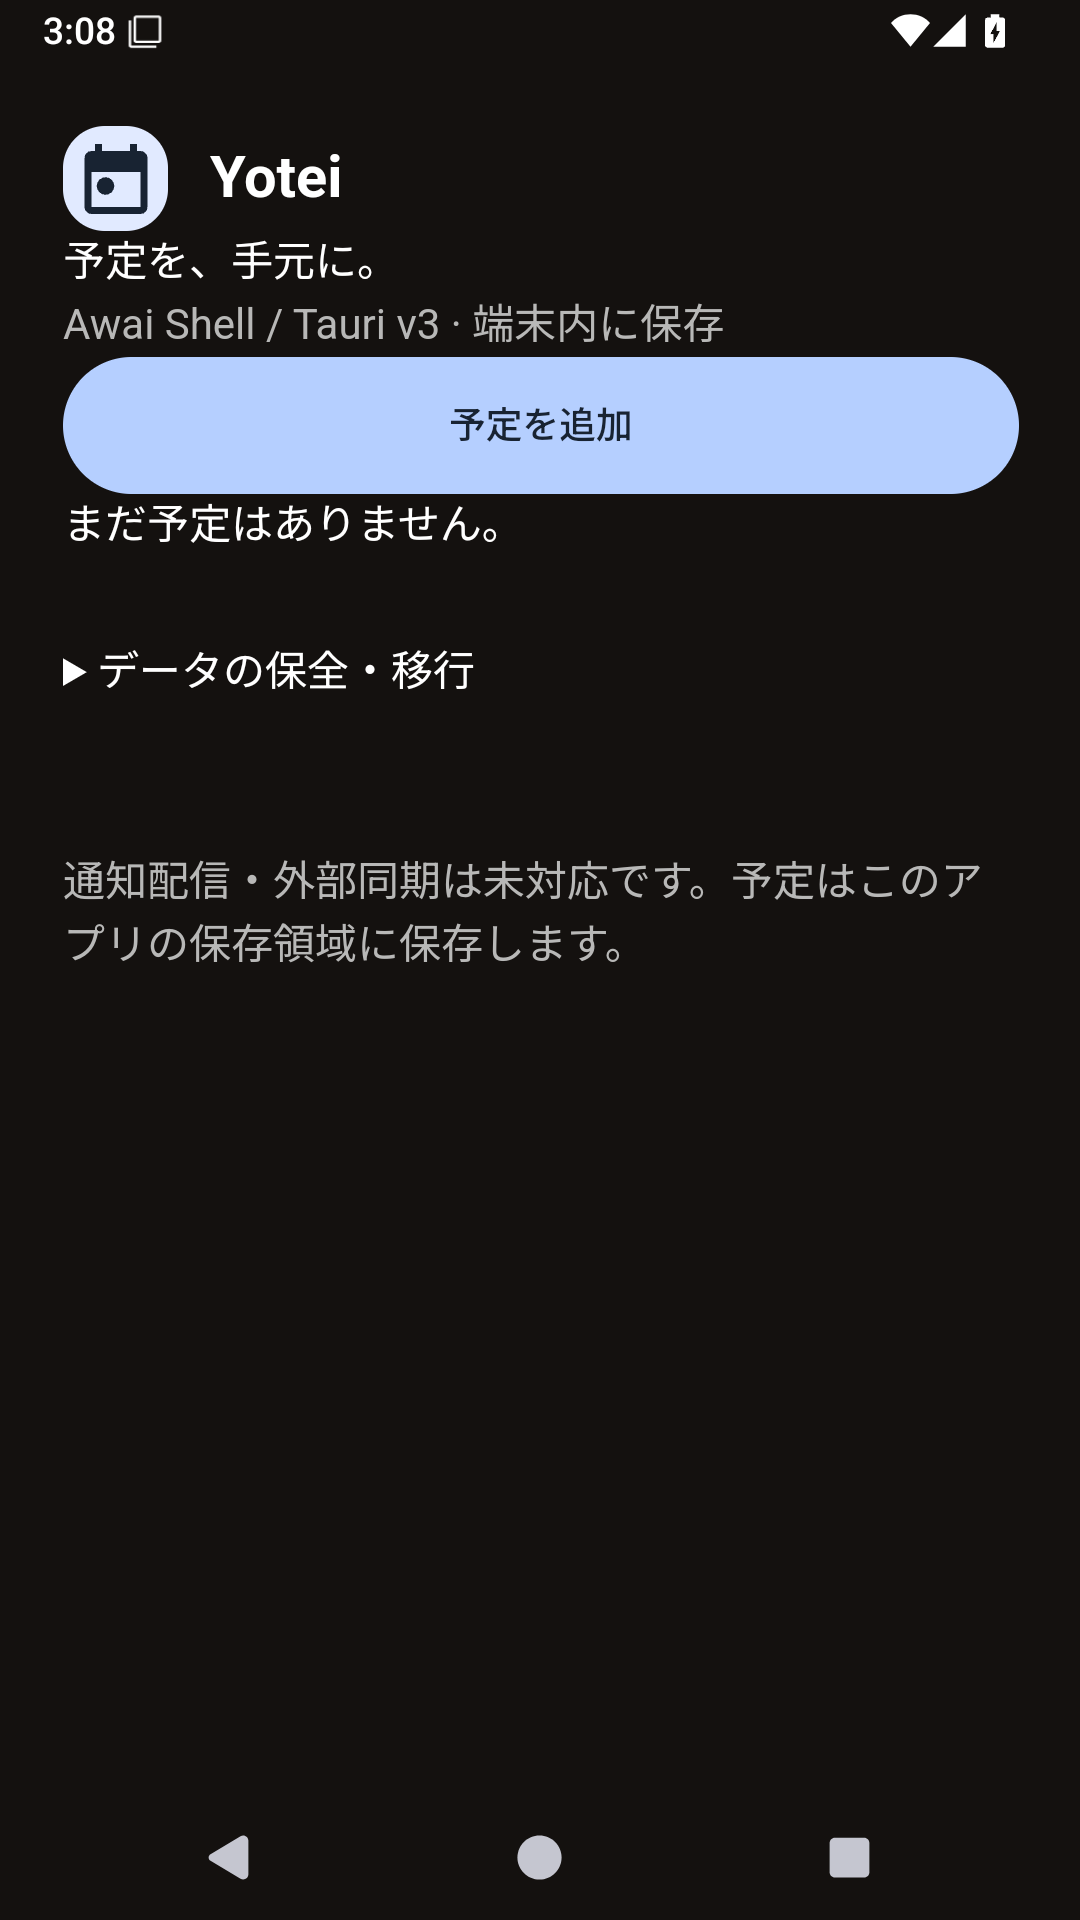 3:08
Yotei
予定を、手元に。
Awai Shell / Tauri v3 · 端末内に保存
予定を追加
まだ予定はありません。
▶ データの保全・移行
通知配信・外部同期は未対応です。予定はこのア
プリの保存領域に保存します。